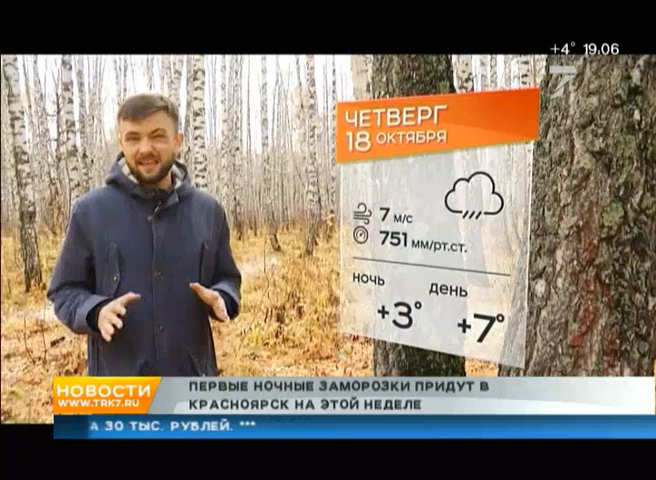 +4° 19.06
7
ЧЕТВЕРГ
18 ОКТЯБРЯ
7 М/С
751 ММ/РТ.СТ.
НОЧЬ ДЕНЬ
+3° +7°
НОВОСТИ
WWW.TRK7.RU
ПЕРВЫЕ НОЧНЫЕ ЗАМОРОЗКИ ПРИДУТ В
КРАСНОЯРСК НА ЭТОЙ НЕДЕЛЕ
А 30 ТЫС. РУБЛЕЙ. ***